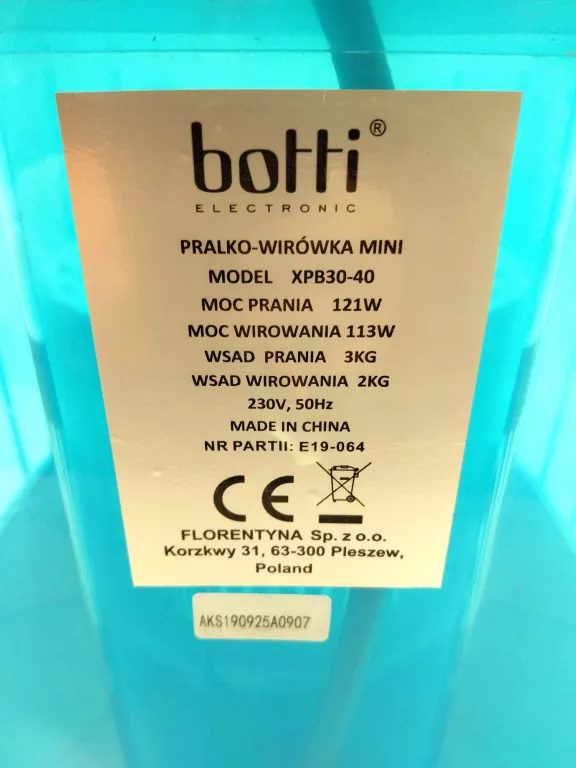 botti®
ELECTRONIC
PRALKO-WIRÓWKA MINI
MODEL XPB30-40
MOC PRANIA 121W
MOC WIROWANIA 113W
WSAD PRANIA 3KG
WSAD WIROWANIA 2KG
230V, 50Hz
MADE IN CHINA
NR PARTII: E19-064
CE
FLORENTYNA Sp. z o.o.
Korzkwy 31, 63-300 Pleszew,
Poland
AKS190925A0907